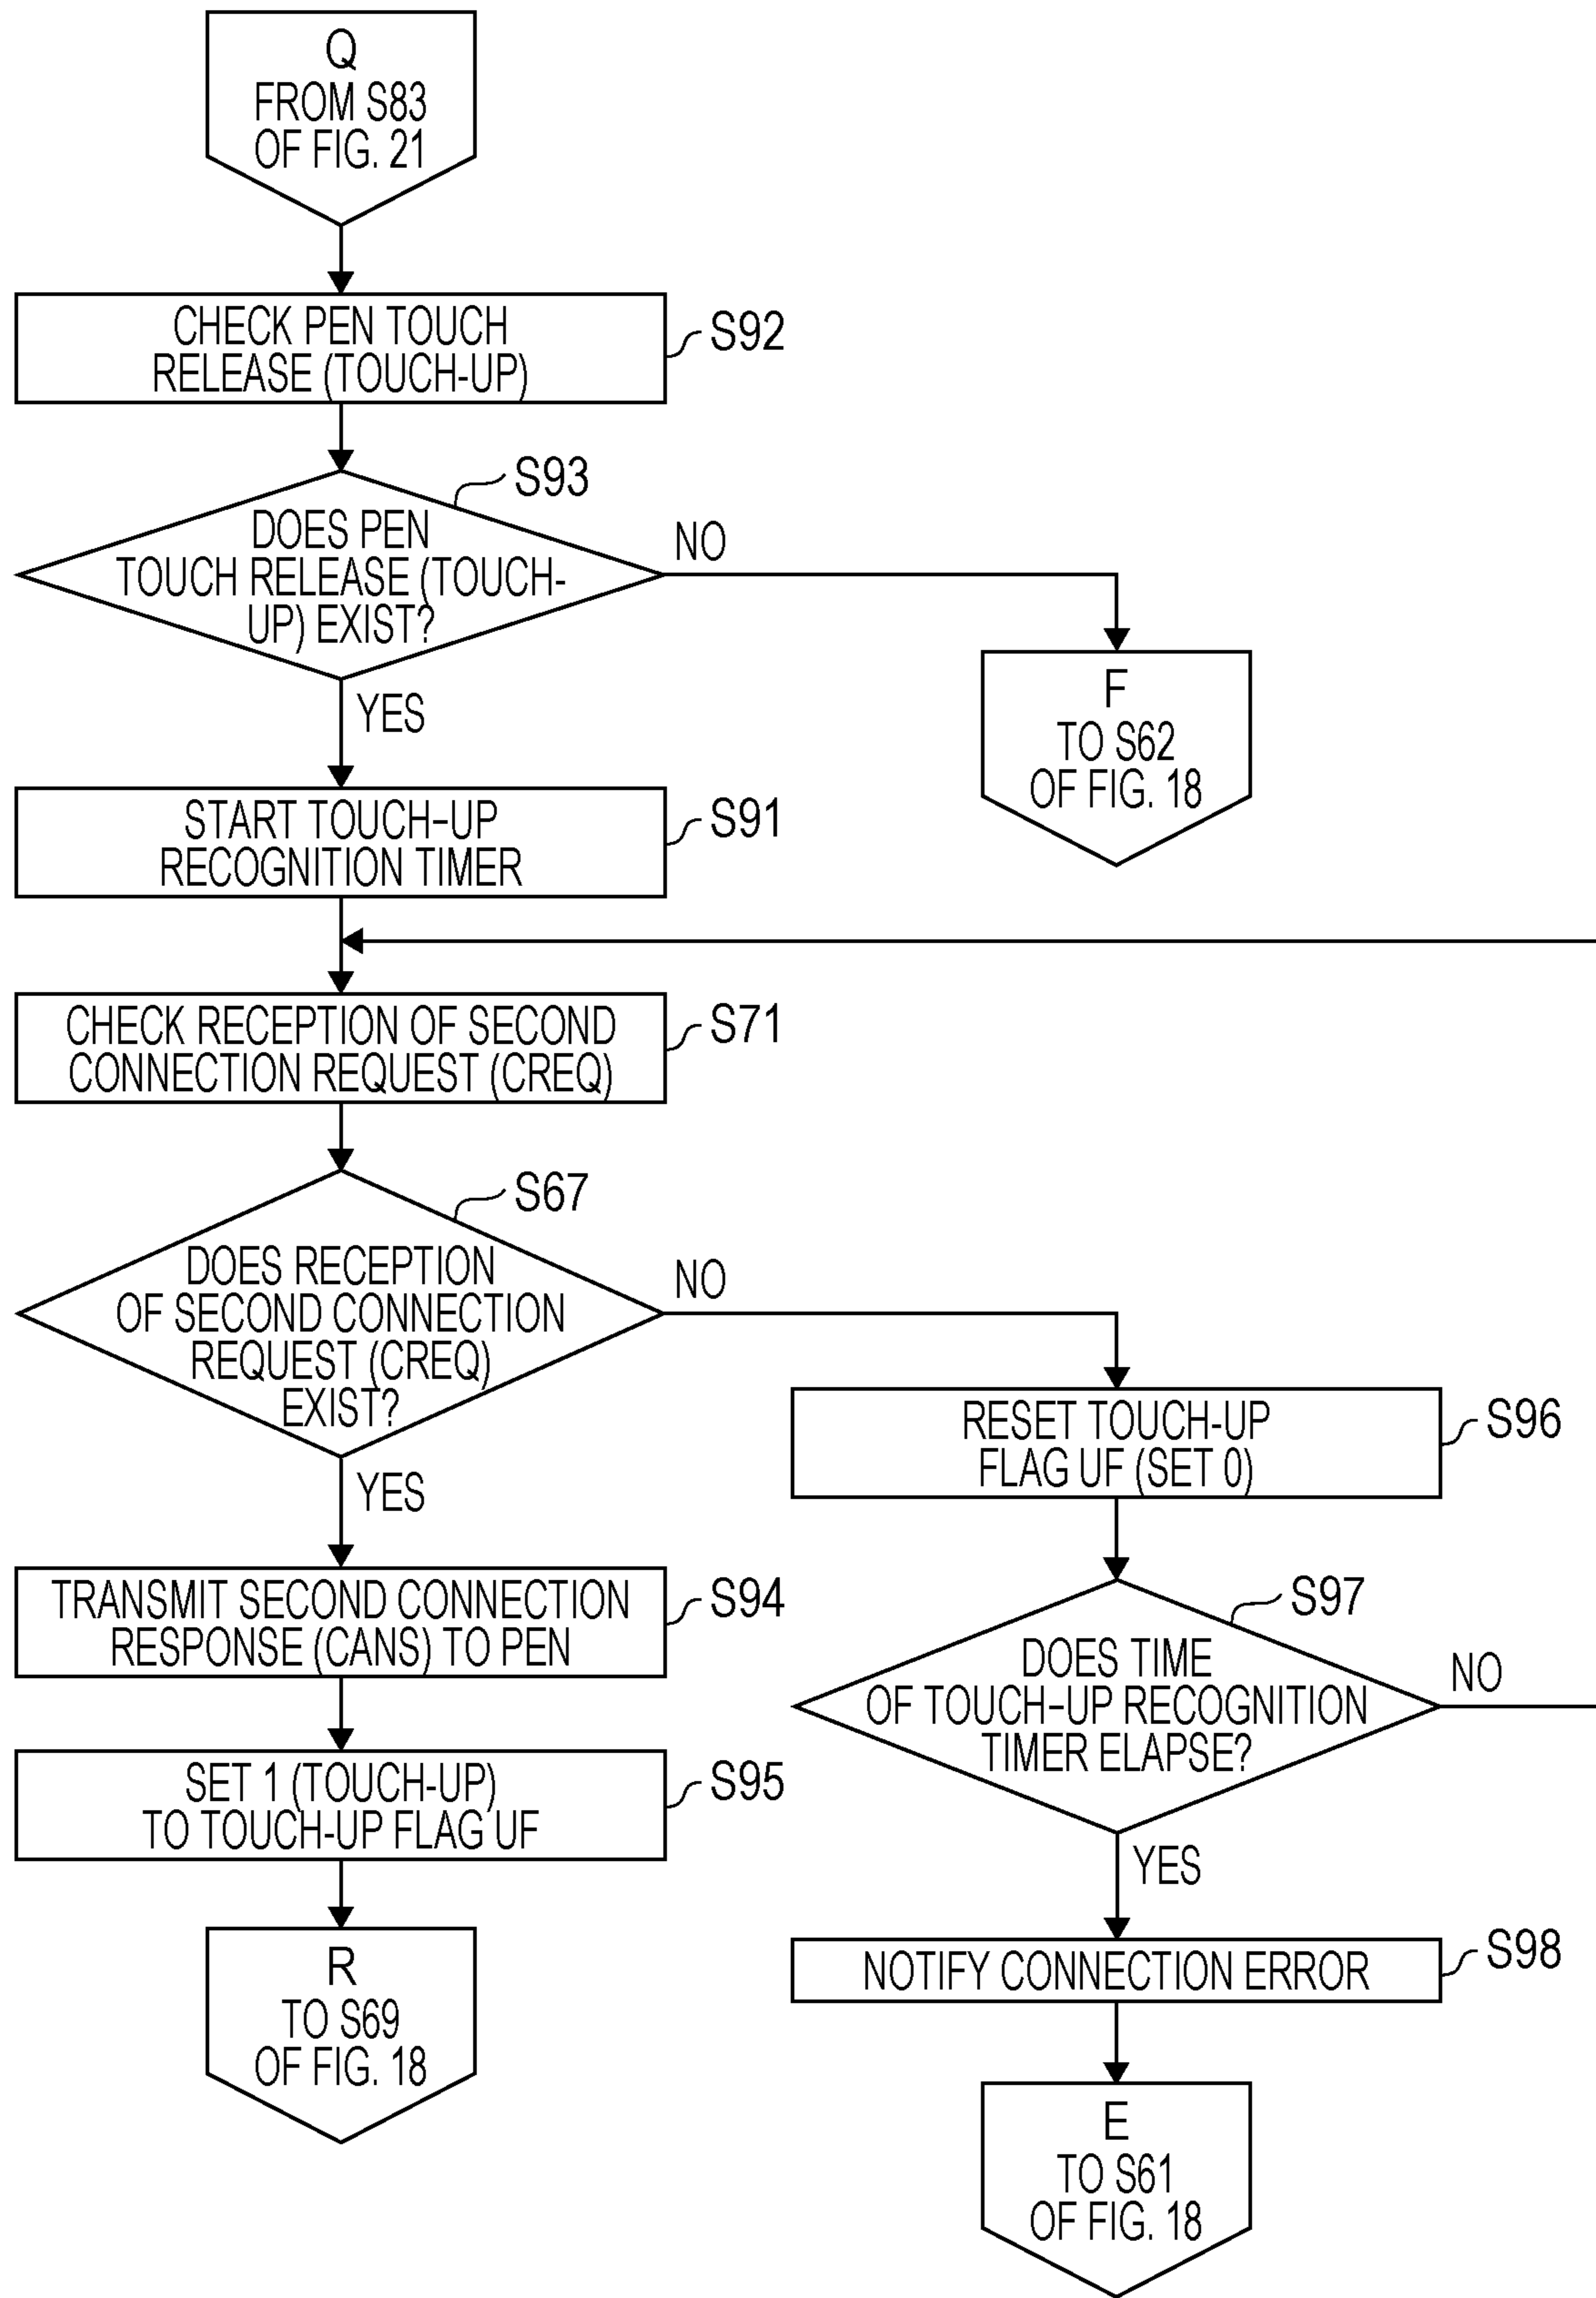 Q
FROM S83
OF FIG. 21
CHECK PEN TOUCH
RELEASE (TOUCH-UP)
S92
S93
DOES PEN
TOUCH RELEASE (TOUCH-
UP) EXIST?
NO
YES
F
TO S62
OF FIG. 18
START TOUCH-UP
RECOGNITION TIMER
S91
CHECK RECEPTION OF SECOND
CONNECTION REQUEST (CREQ)
S71
S67
DOES RECEPTION
OF SECOND CONNECTION
REQUEST (CREQ)
EXIST?
NO
YES
RESET TOUCH-UP
FLAG UF (SET 0)
S96
TRANSMIT SECOND CONNECTION
RESPONSE (CANS) TO PEN
S94
S97
DOES TIME
OF TOUCH-UP RECOGNITION
TIMER ELAPSE?
NO
YES
SET 1 (TOUCH-UP)
TO TOUCH-UP FLAG UF
S95
NOTIFY CONNECTION ERROR
S98
R
TO S69
OF FIG. 18
E
TO S61
OF FIG. 18